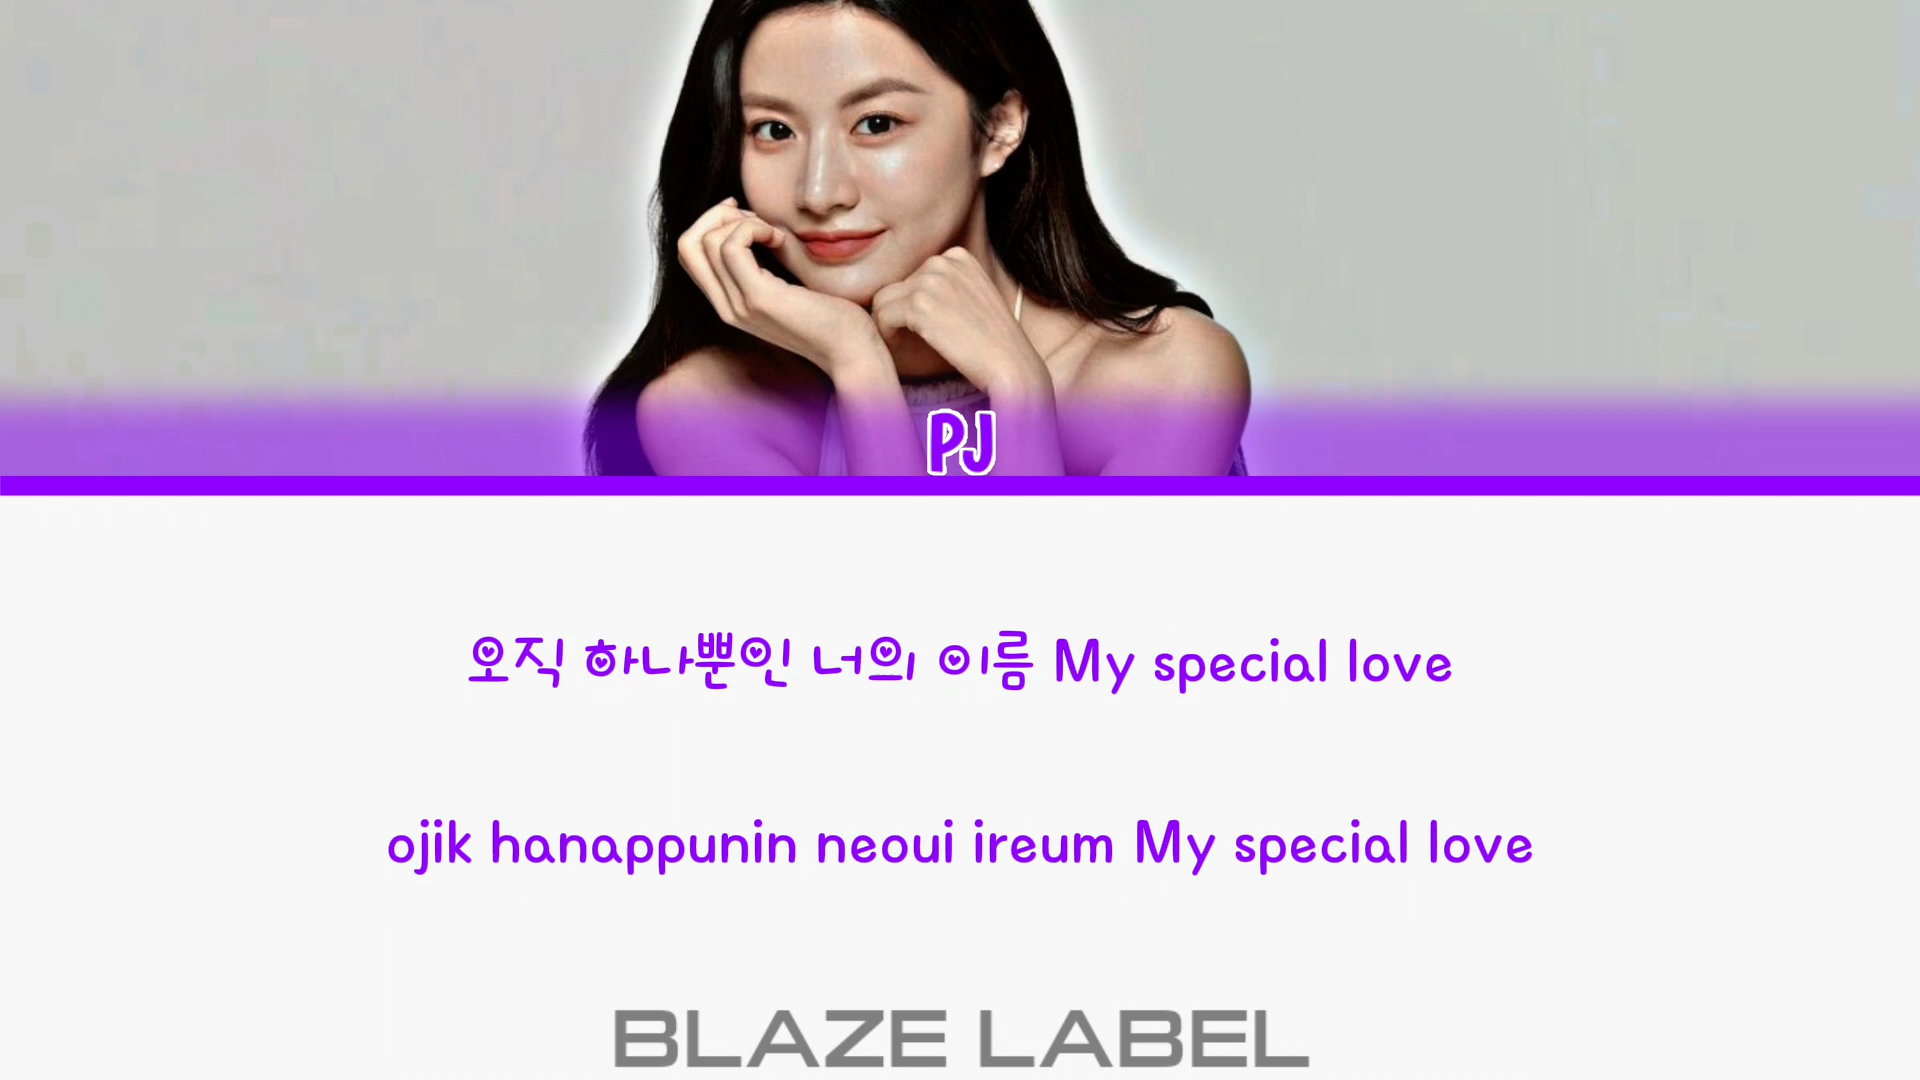 PJ
오직 하나뿐인 너의 이름 My special love
ojik hanappunin neoui ireum My special love
BLAZE LABEL